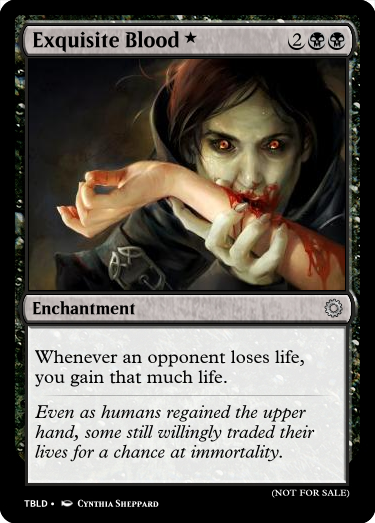 Exquisite Blood ★ 2
Enchantment
Whenever an opponent loses life,
you gain that much life.
Even as humans regained the upper
hand, some still willingly traded their
lives for a chance at immortality.
(NOT FOR SALE)
TBLD • Cynthia Sheppard